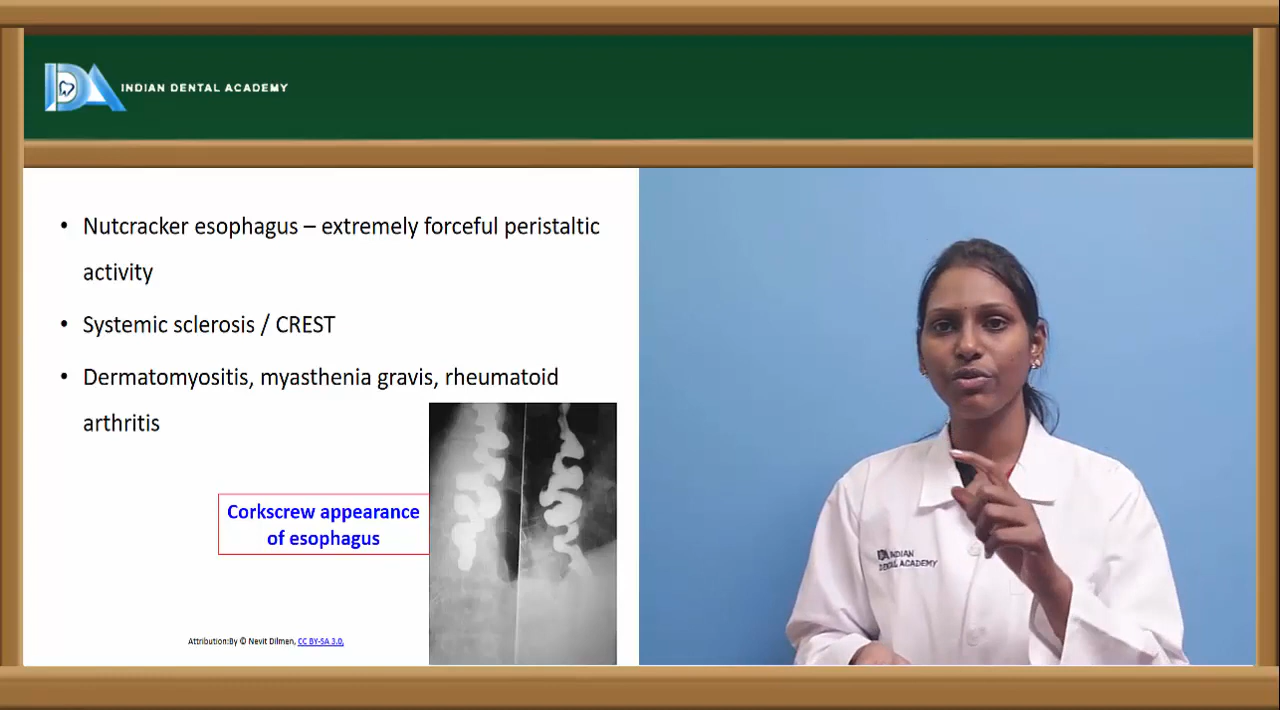 INDIAN DENTAL ACADEMY
• Nutcracker esophagus – extremely forceful peristaltic
activity
• Systemic sclerosis / CREST
• Dermatomyositis, myasthenia gravis, rheumatoid
arthritis
Corkscrew appearance
of esophagus
Attribution:By © Nevit Dilmen, CC BY-SA 3.0,
INDIAN
DENTAL ACADEMY